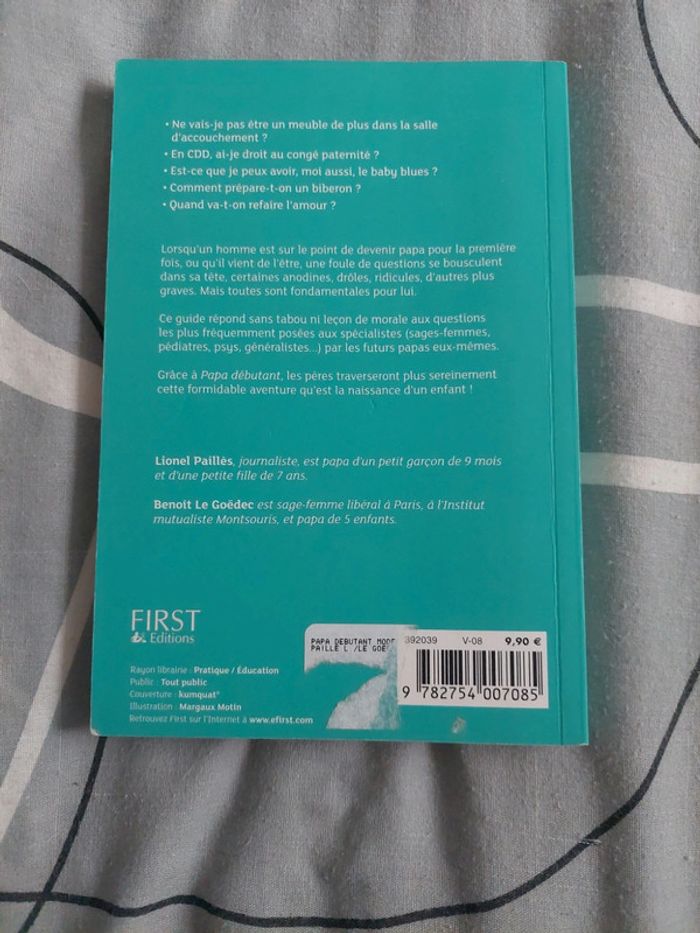 • Ne vais-je pas être un meuble de plus dans la salle
d'accouchement ?
• En CDD, ai-je droit au congé paternité ?
• Est-ce que je peux avoir, moi aussi, le baby blues ?
• Comment prépare-t-on un biberon ?
• Quand va-t-on refaire l'amour ?
Lorsqu'un homme est sur le point de devenir papa pour la première
fois, ou qu'il vient de l'être, une foule de questions se bousculent
dans sa tête, certaines anodines, drôles, ridicules, d'autres plus
graves. Mais toutes sont fondamentales pour lui.
Ce guide répond sans tabou ni leçon de morale aux questions
les plus fréquemment posées aux spécialistes (sages-femmes,
pédiatres, psys, généralistes...) par les futurs papas eux-mêmes.
Grâce à Papa débutant, les pères traverseront plus sereinement
cette formidable aventure qu'est la naissance d'un enfant !
Lionel Paillès, journaliste, est papa d'un petit garçon de 9 mois
et d'une petite fille de 7 ans.
Benoît Le Goëdec est sage-femme libéral à Paris, à l'Institut
mutualiste Montsouris, et papa de 5 enfants.
FIRST
Editions
Rayon librairie : Pratique / Éducation
Public : Tout public
Couverture : kumquat®
Illustration : Margaux Motin
Retrouvez First sur l'Internet à www.efirst.com
PAPA DEBUTANT MODE
PAILLE L /LE GOE
392039 V-08 9,90 €
9 782754 007085